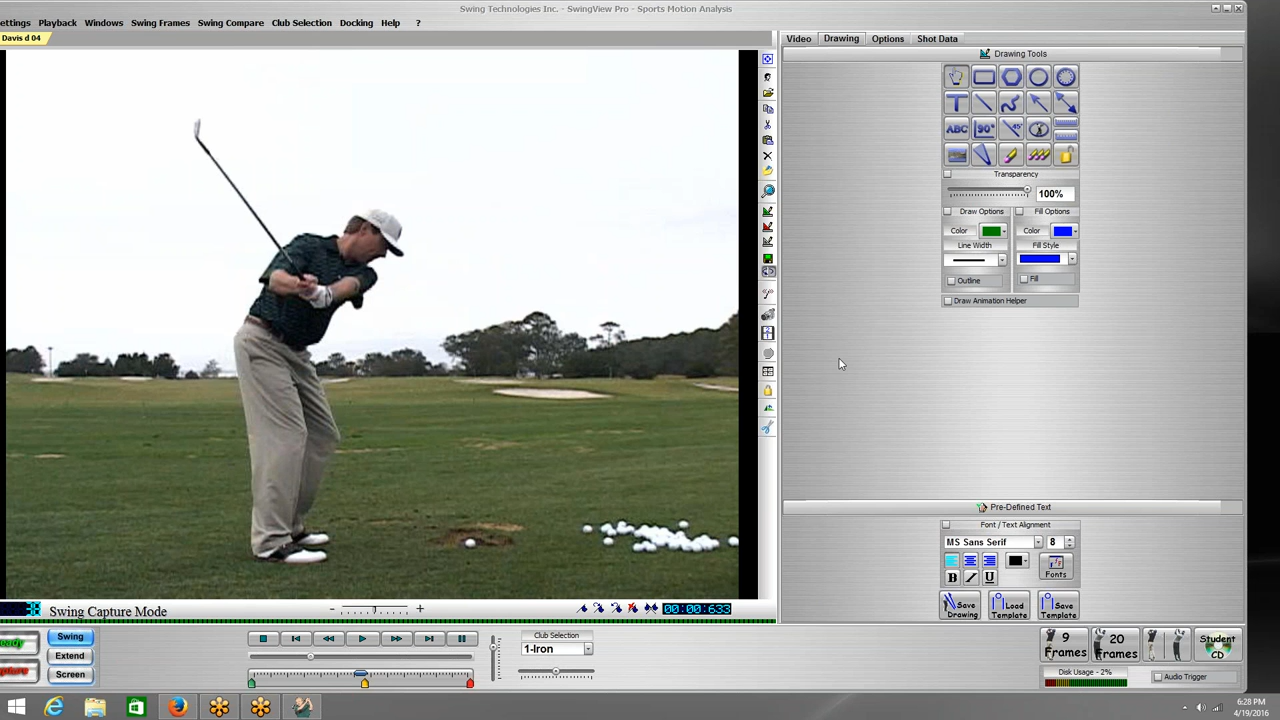 Swing Technologies Inc. - SwingView Pro - Sports Motion Analysis
ettings Playback Windows Swing Frames Swing Compare Club Selection Docking Help ?
Davis d 04
Video Drawing Options Shot Data
Drawing Tools
T
ABC 90° 45°
Transparency
100%
Draw Options Fill Options
Color Color
Line Width Fill Style
Outline Fill
Draw Animation Helper
Pre-Defined Text
Font / Text Alignment
MS Sans Serif 8
B I U Fonts
Save Drawing Load Template Save Template
Swing Capture Mode - + 00:00:633
eady Swing
Extend
pture Screen
Club Selection
1-Iron
9 Frames 20 Frames Student CD
Disk Usage - 2% Audio Trigger
6:28 PM
4/19/2016